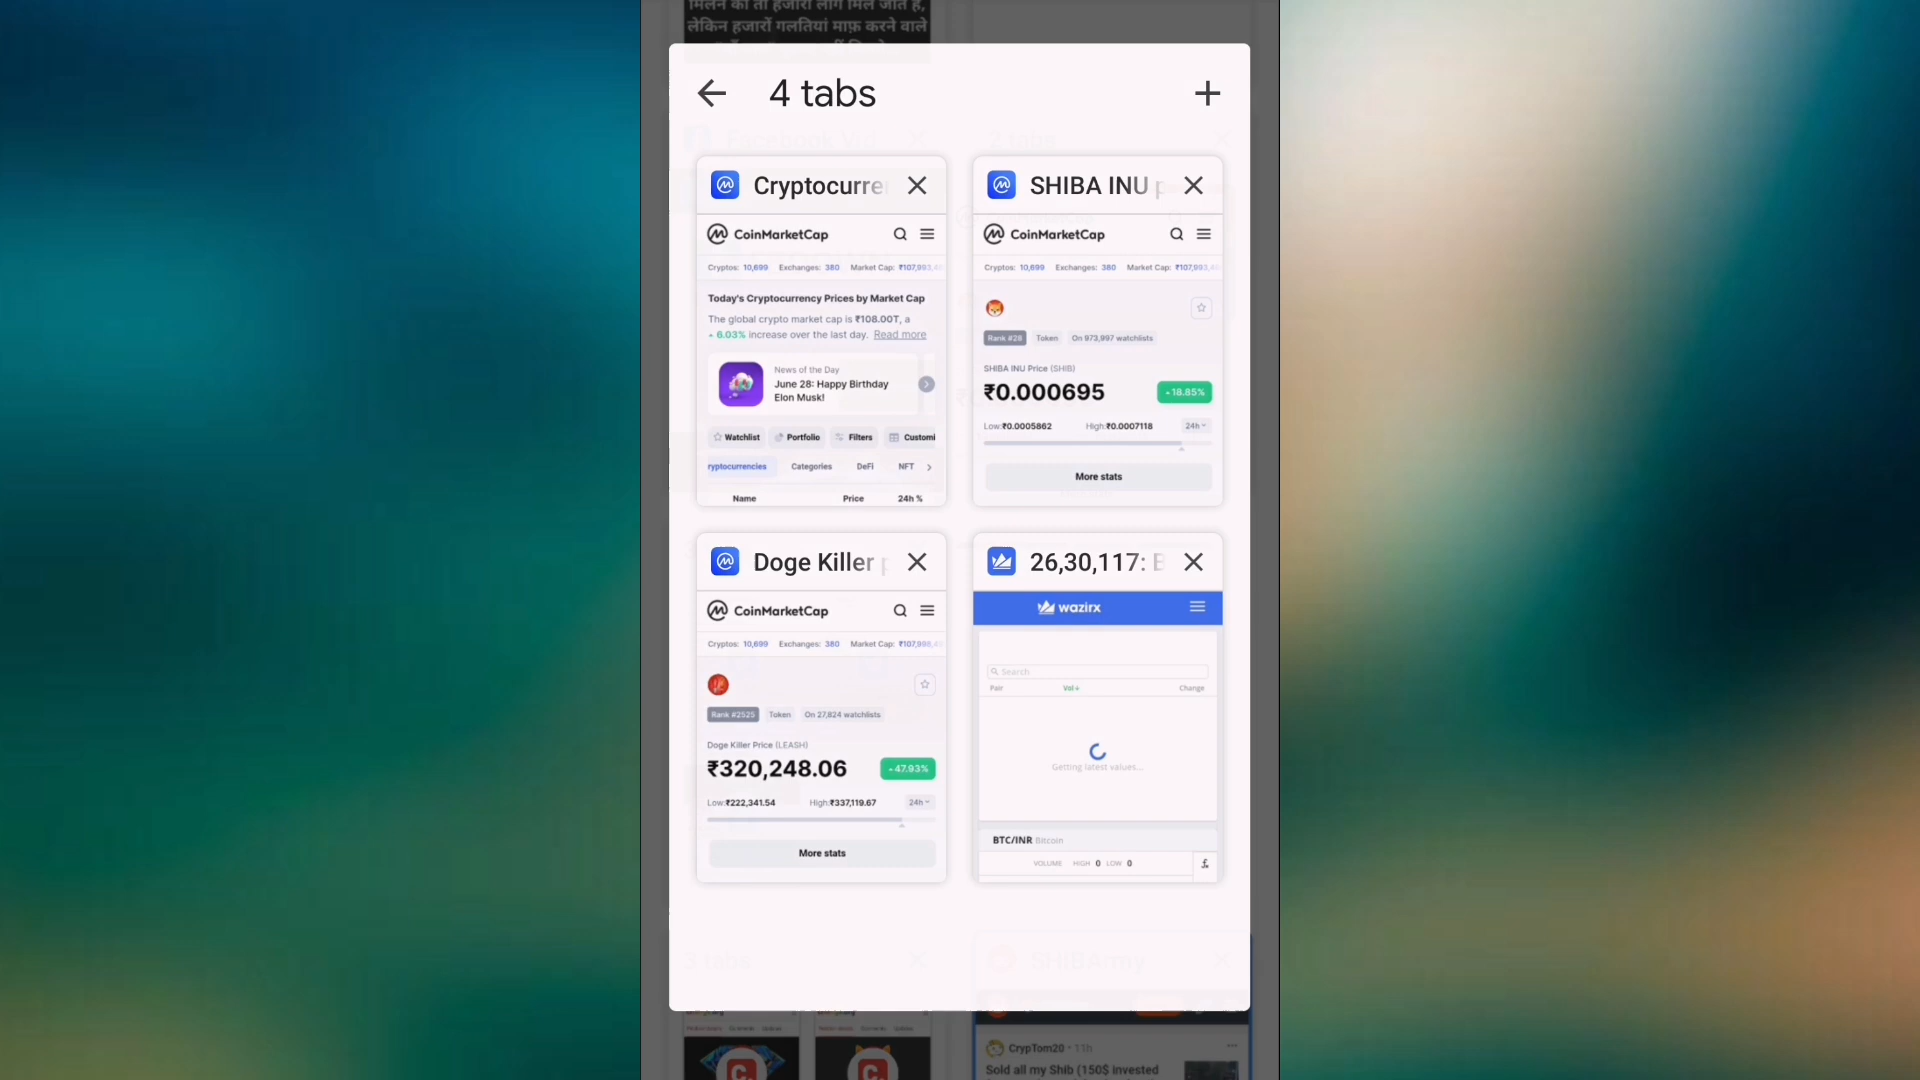 लेकिन हजारों गलतियां माफ़ करने वाले
4 tabs
Cryptocurre
CoinMarketCap
Cryptos: 10,699 Exchanges: 380 Market Cap: ₹107,993,
Today's Cryptocurrency Prices by Market Cap
The global crypto market cap is ₹108.00T, a
6.03% increase over the last day. Read more
News of the Day
June 28: Happy Birthday
Elon Musk!
Watchlist Portfolio Filters Customi
ryptocurrencies Categories DeFi NFT
Name Price 24h %
SHIBA INU p
CoinMarketCap
Cryptos: 10,699 Exchanges: 380 Market Cap: ₹107,993,
Rank #28 Token On 973,997 watchlists
SHIBA INU Price (SHIB)
₹0.000695 18.85%
Low:₹0.0005862 High:₹0.0007118 24h
More stats
Doge Killer p
CoinMarketCap
Cryptos: 10,699 Exchanges: 380 Market Cap: ₹107,998,
Rank #2525 Token On 27,824 watchlists
Doge Killer Price (LEASH)
₹320,248.06 47.93%
Low:₹222,341.54 High:₹337,119.67 24h
More stats
26,30,117: B
wazirx
Search
Pair Vol Change
Getting latest values...
BTC/INR Bitcoin
VOLUME HIGH 0 LOW 0
3 tabs
SHIBArmy
CrypTom20 • 11h
Sold all my Shib (150$ invested